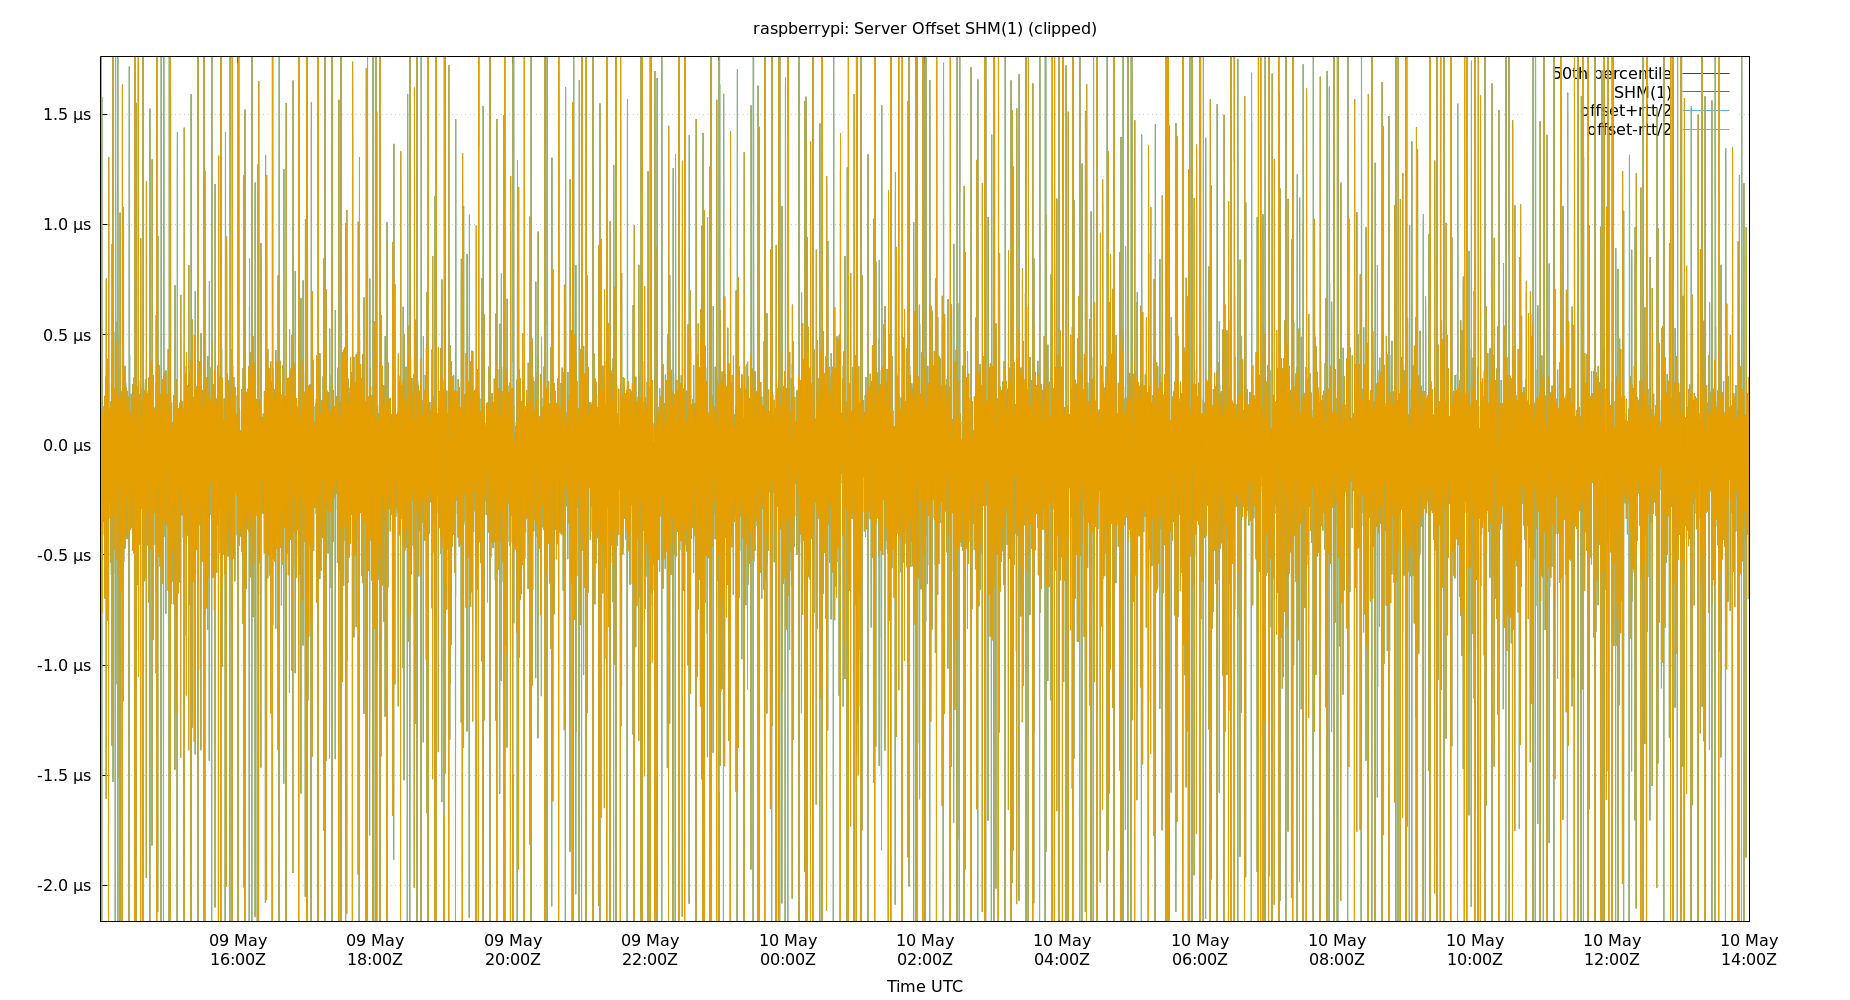 raspberrypi: Server Offset SHM(1) (clipped)
50th percentile
SHM(1)
offset+rtt/2
offset-rtt/2
1.5 µs
1.0 µs
0.5 µs
0.0 µs
-0.5 µs
-1.0 µs
-1.5 µs
-2.0 µs
09 May 09 May 09 May 09 May 10 May 10 May 10 May 10 May 10 May 10 May 10 May 10 May
16:00Z 18:00Z 20:00Z 22:00Z 00:00Z 02:00Z 04:00Z 06:00Z 08:00Z 10:00Z 12:00Z 14:00Z
Time UTC